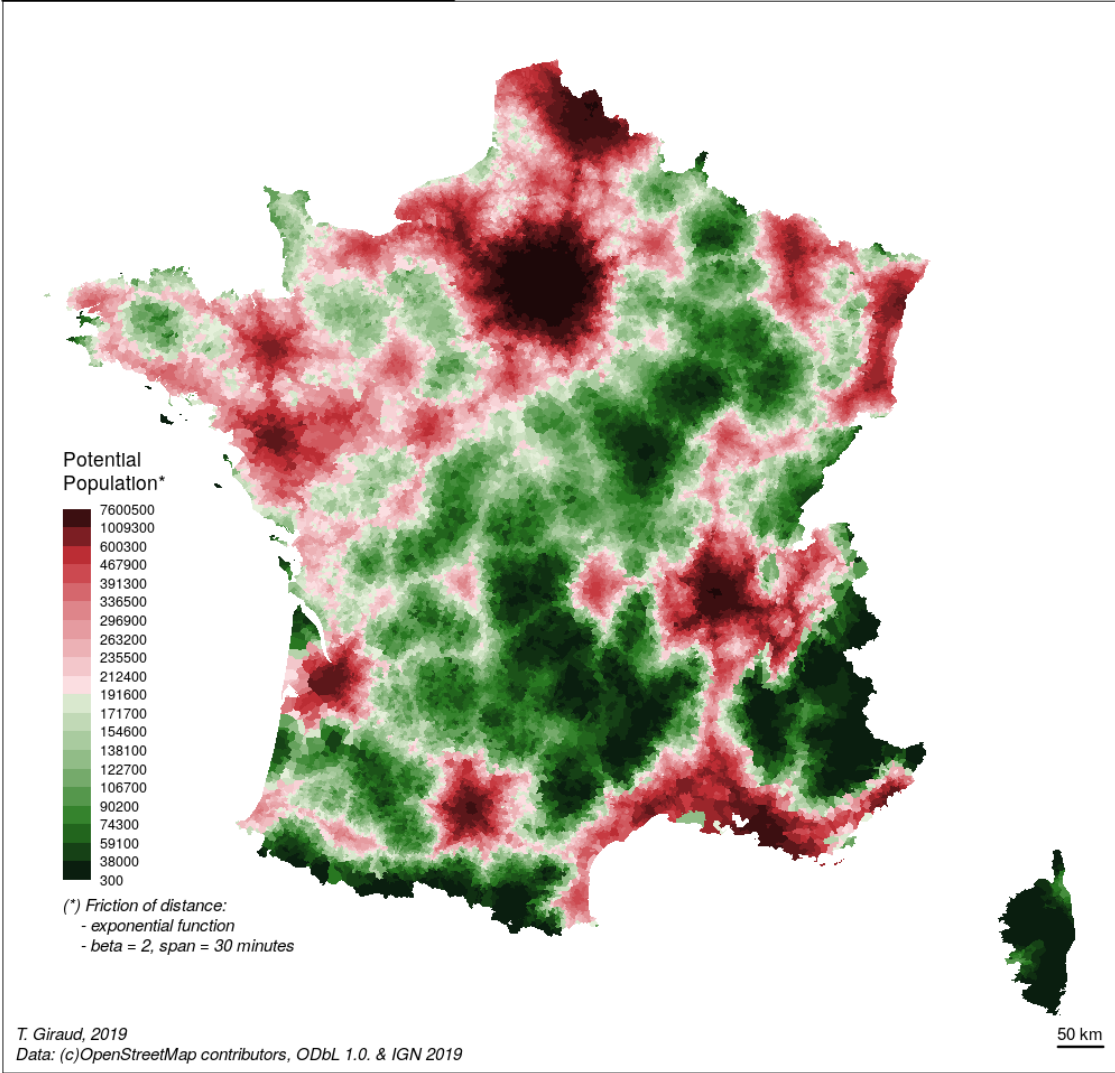 Potential
Population*
7600500
1009300
600300
467900
391300
336500
296900
263200
235500
212400
191600
171700
154600
138100
122700
106700
90200
74300
59100
38000
300
(*) Friction of distance:
- exponential function
- beta = 2, span = 30 minutes
T. Giraud, 2019
Data: (c)OpenStreetMap contributors, ODbL 1.0. & IGN 2019
50 km